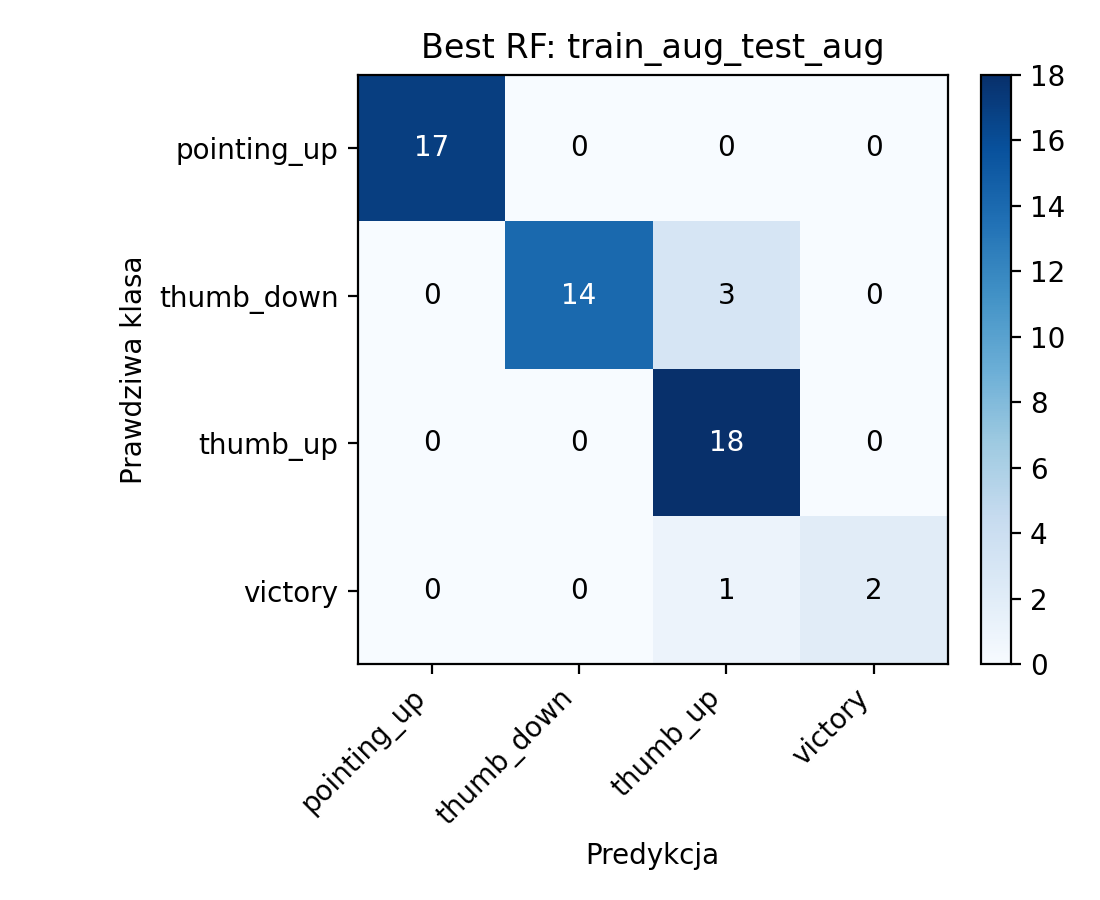 Best RF: train_aug_test_aug
Prawdziwa klasa
pointing_up 17 0 0 0
thumb_down 0 14 3 0
thumb_up 0 0 18 0
victory 0 0 1 2
pointing_up thumb_down thumb_up victory
Predykcja
18
16
14
12
10
8
6
4
2
0